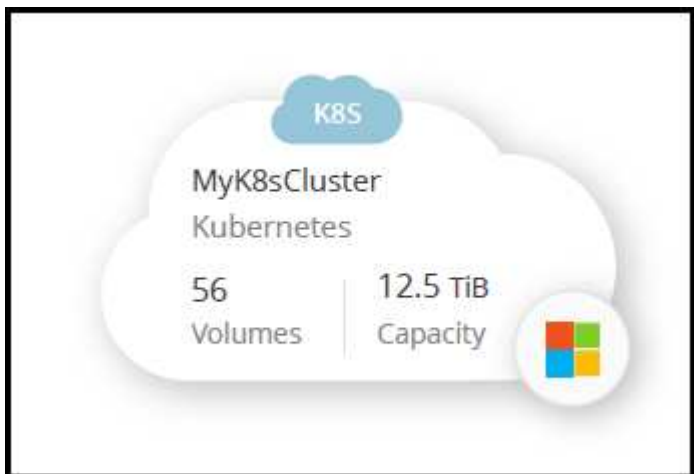 K8S
MyK8sCluster
Kubernetes
56
Volumes
12.5 TiB
Capacity